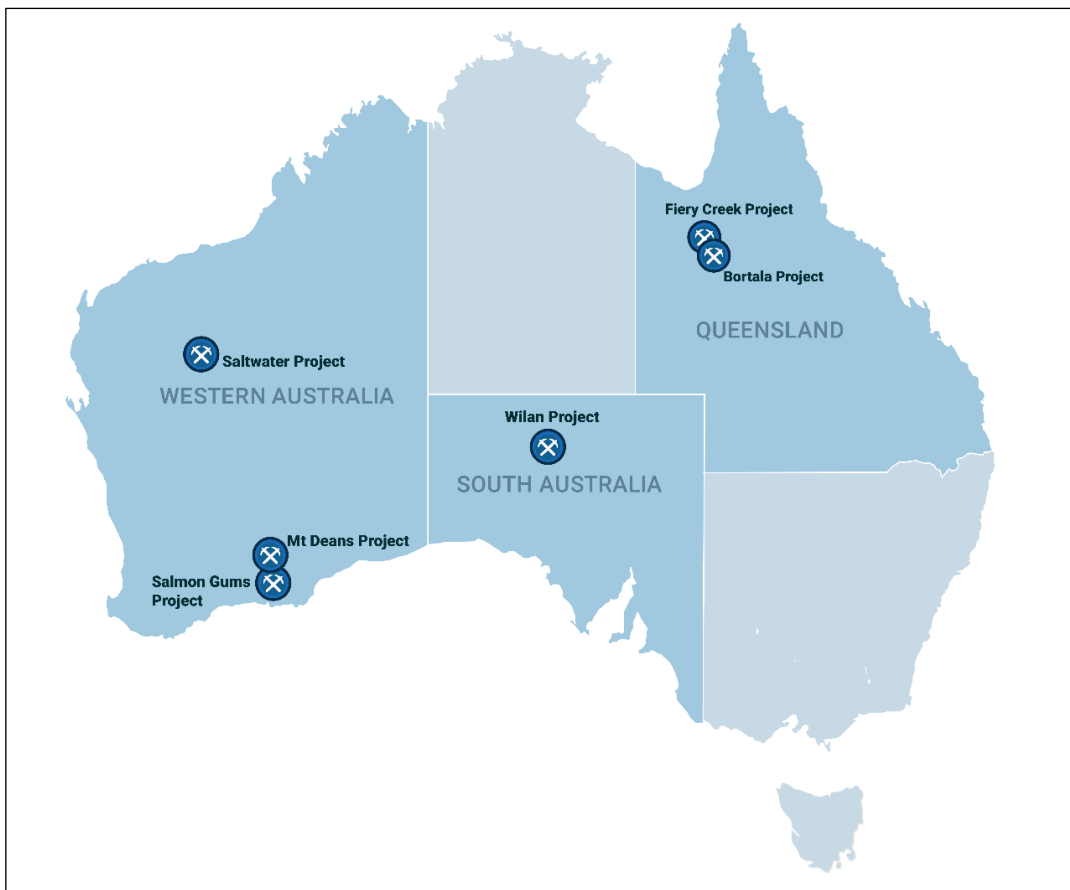 Fiery Creek Project
Bortala Project
QUEENSLAND
Saltwater Project
WESTERN AUSTRALIA
Wilan Project
SOUTH AUSTRALIA
Mt Deans Project
Salmon Gums
Project